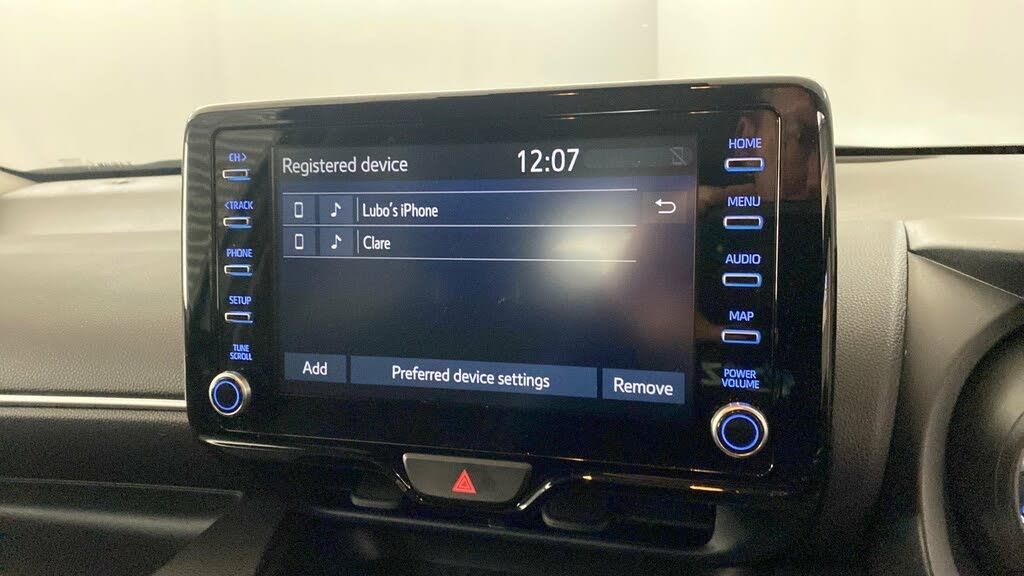 Registered device
12:07
Lubo's iPhone
Clare
Add
Preferred device settings
Remove
CH>
<TRACK
PHONE
SETUP
TUNE
SCROLL
HOME
MENU
AUDIO
MAP
POWER
VOLUME